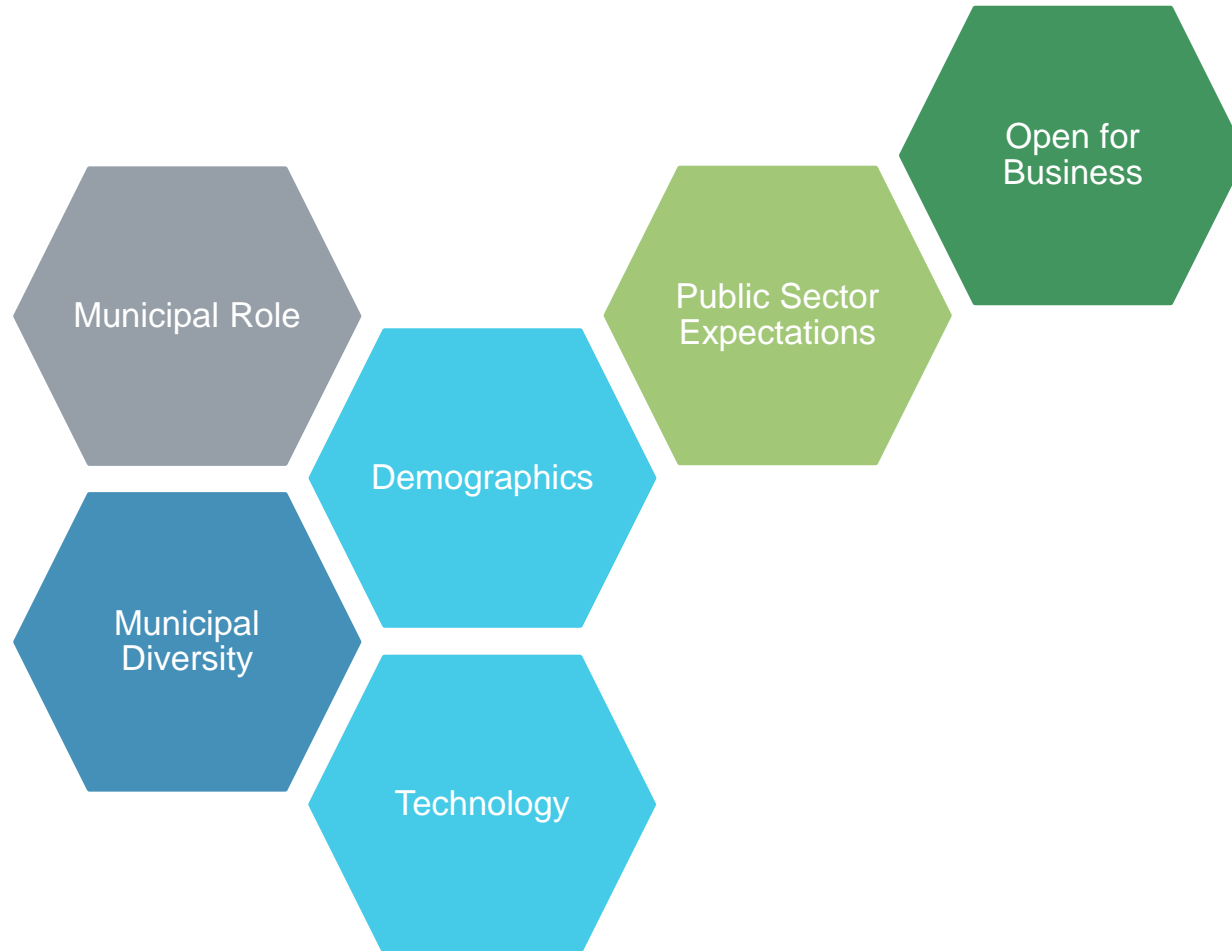 Open for
Business
Municipal Role
Public Sector
Expectations
Demographics
Municipal
Diversity
Technology